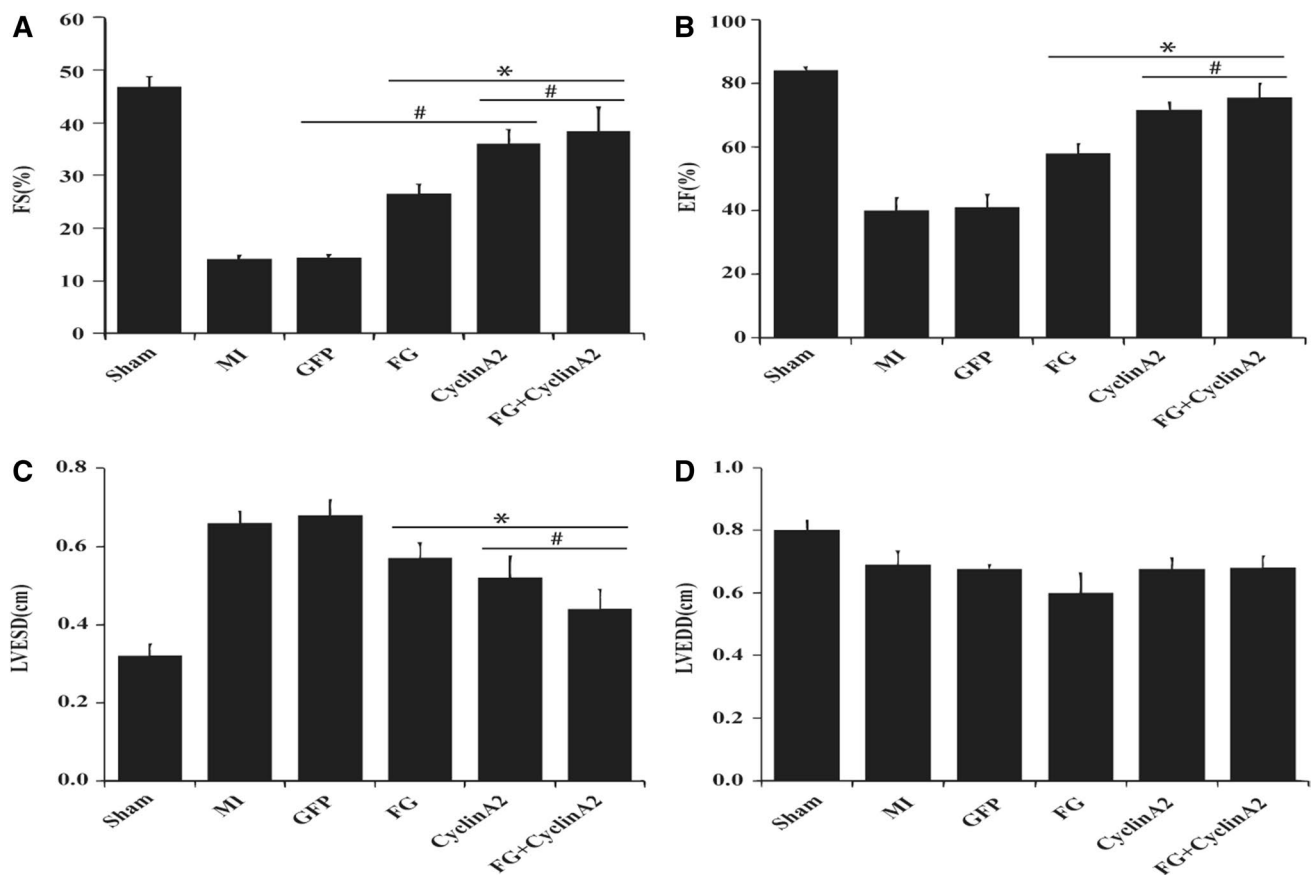 A
60
50
40
30
20
10
0
FS(%)
*
#
#
Sham
MI
GFP
FG
CyclinA2
FG+CyclinA2
B
100
80
60
40
20
0
EF(%)
*
#
Sham
MI
GFP
FG
CyclinA2
FG+CyclinA2
C
0.8
0.6
0.4
0.2
0.0
LVESD(cm)
*
#
Sham
MI
GFP
FG
CyclinA2
FG+CyclinA2
D
1.0
0.8
0.6
0.4
0.2
0.0
LVEDD(cm)
Sham
MI
GFP
FG
CyclinA2
FG+CyclinA2